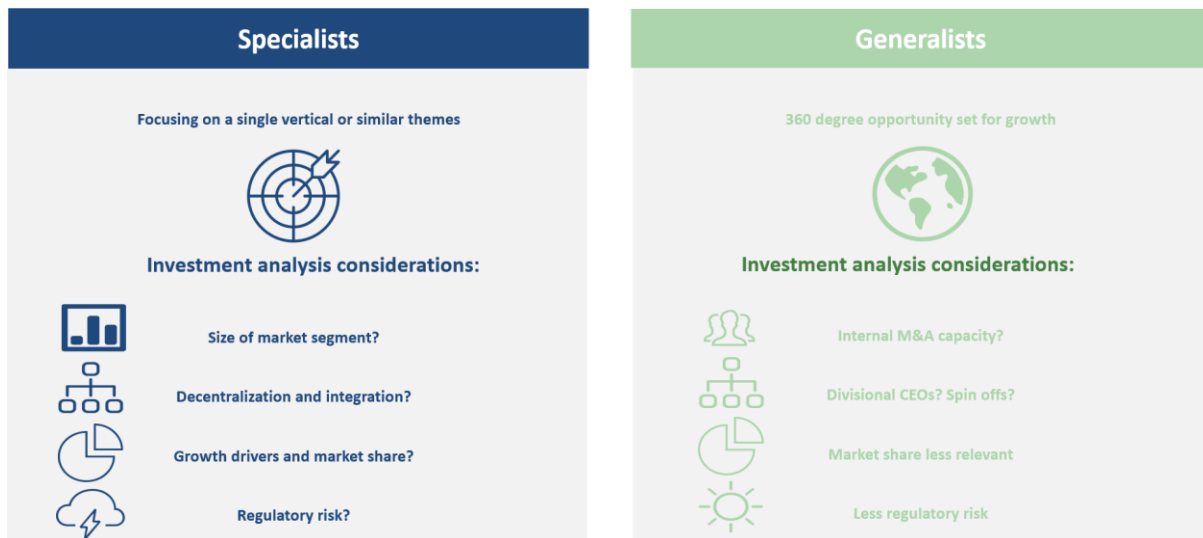 Specialists
Focusing on a single vertical or similar themes
Investment analysis considerations:
Size of market segment?
Decentralization and integration?
Growth drivers and market share?
Regulatory risk?
Generalists
360 degree opportunity set for growth
Investment analysis considerations:
Internal M&A capacity?
Divisional CEOs? Spin offs?
Market share less relevant
Less regulatory risk